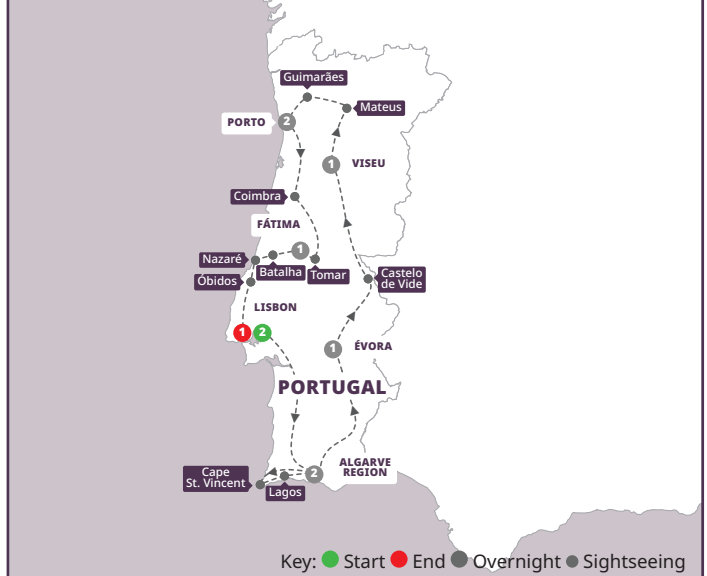 Guimarães
Mateus
PORTO
2
1
VISEU
Coimbra
FÁTIMA
1
Nazaré
Batalha
Tomar
Óbidos
Castelo
de Vide
LISBON
1
2
1
ÉVORA
PORTUGAL
ALGARVE
REGION
2
Cape
St. Vincent
Lagos
Key: Start End Overnight Sightseeing